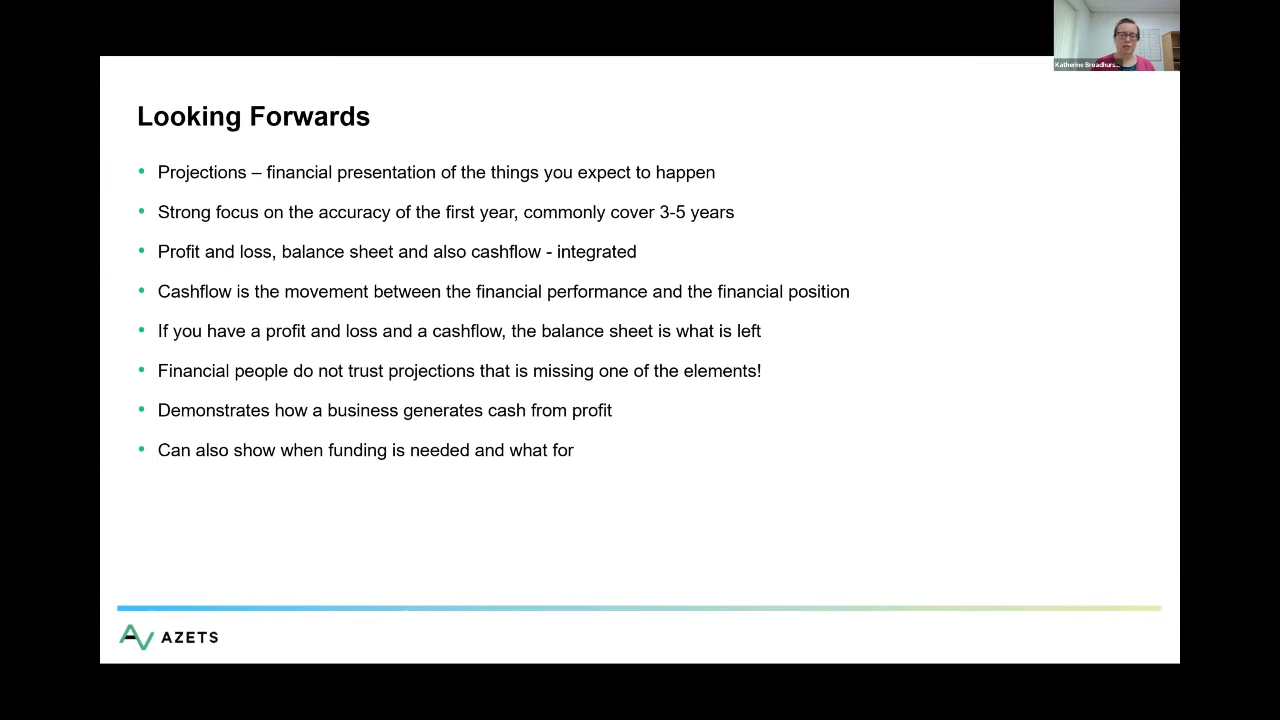 Katherine Broadhurs...
Looking Forwards
• Projections – financial presentation of the things you expect to happen
• Strong focus on the accuracy of the first year, commonly cover 3-5 years
• Profit and loss, balance sheet and also cashflow - integrated
• Cashflow is the movement between the financial performance and the financial position
• If you have a profit and loss and a cashflow, the balance sheet is what is left
• Financial people do not trust projections that is missing one of the elements!
• Demonstrates how a business generates cash from profit
• Can also show when funding is needed and what for
AZETS